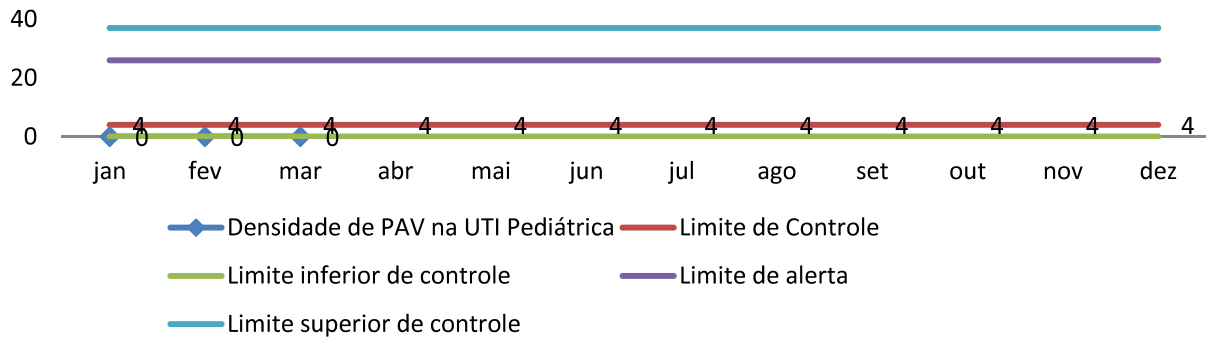 40
20
0
4 4 4 4 4 4 4 4 4 4 4 4
0 0 0
jan fev mar abr mai jun jul ago set out nov dez
Densidade de PAV na UTI Pediátrica Limite de Controle
Limite inferior de controle Limite de alerta
Limite superior de controle